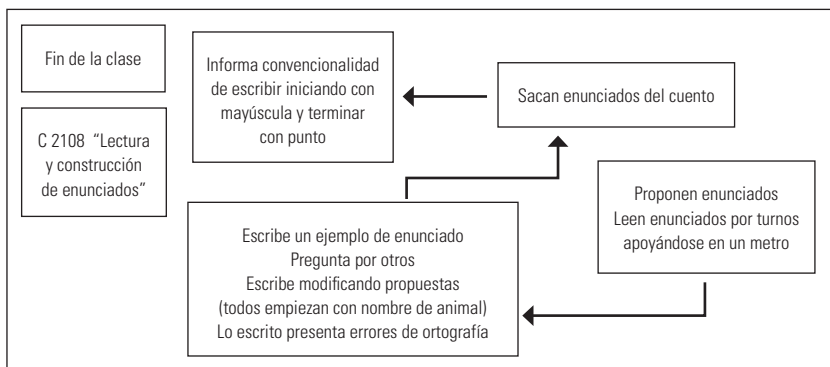 Fin de la clase
C 2108 “Lectura
y construcción
de enunciados”
Informa convencionalidad
de escribir iniciando con
mayúscula y terminar
con punto
Sacan enunciados del cuento
Proponen enunciados
Leen enunciados por turnos
apoyándose en un metro
Escribe un ejemplo de enunciado
Pregunta por otros
Escribe modificando propuestas
(todos empiezan con nombre de animal)
Lo escrito presenta errores de ortografía